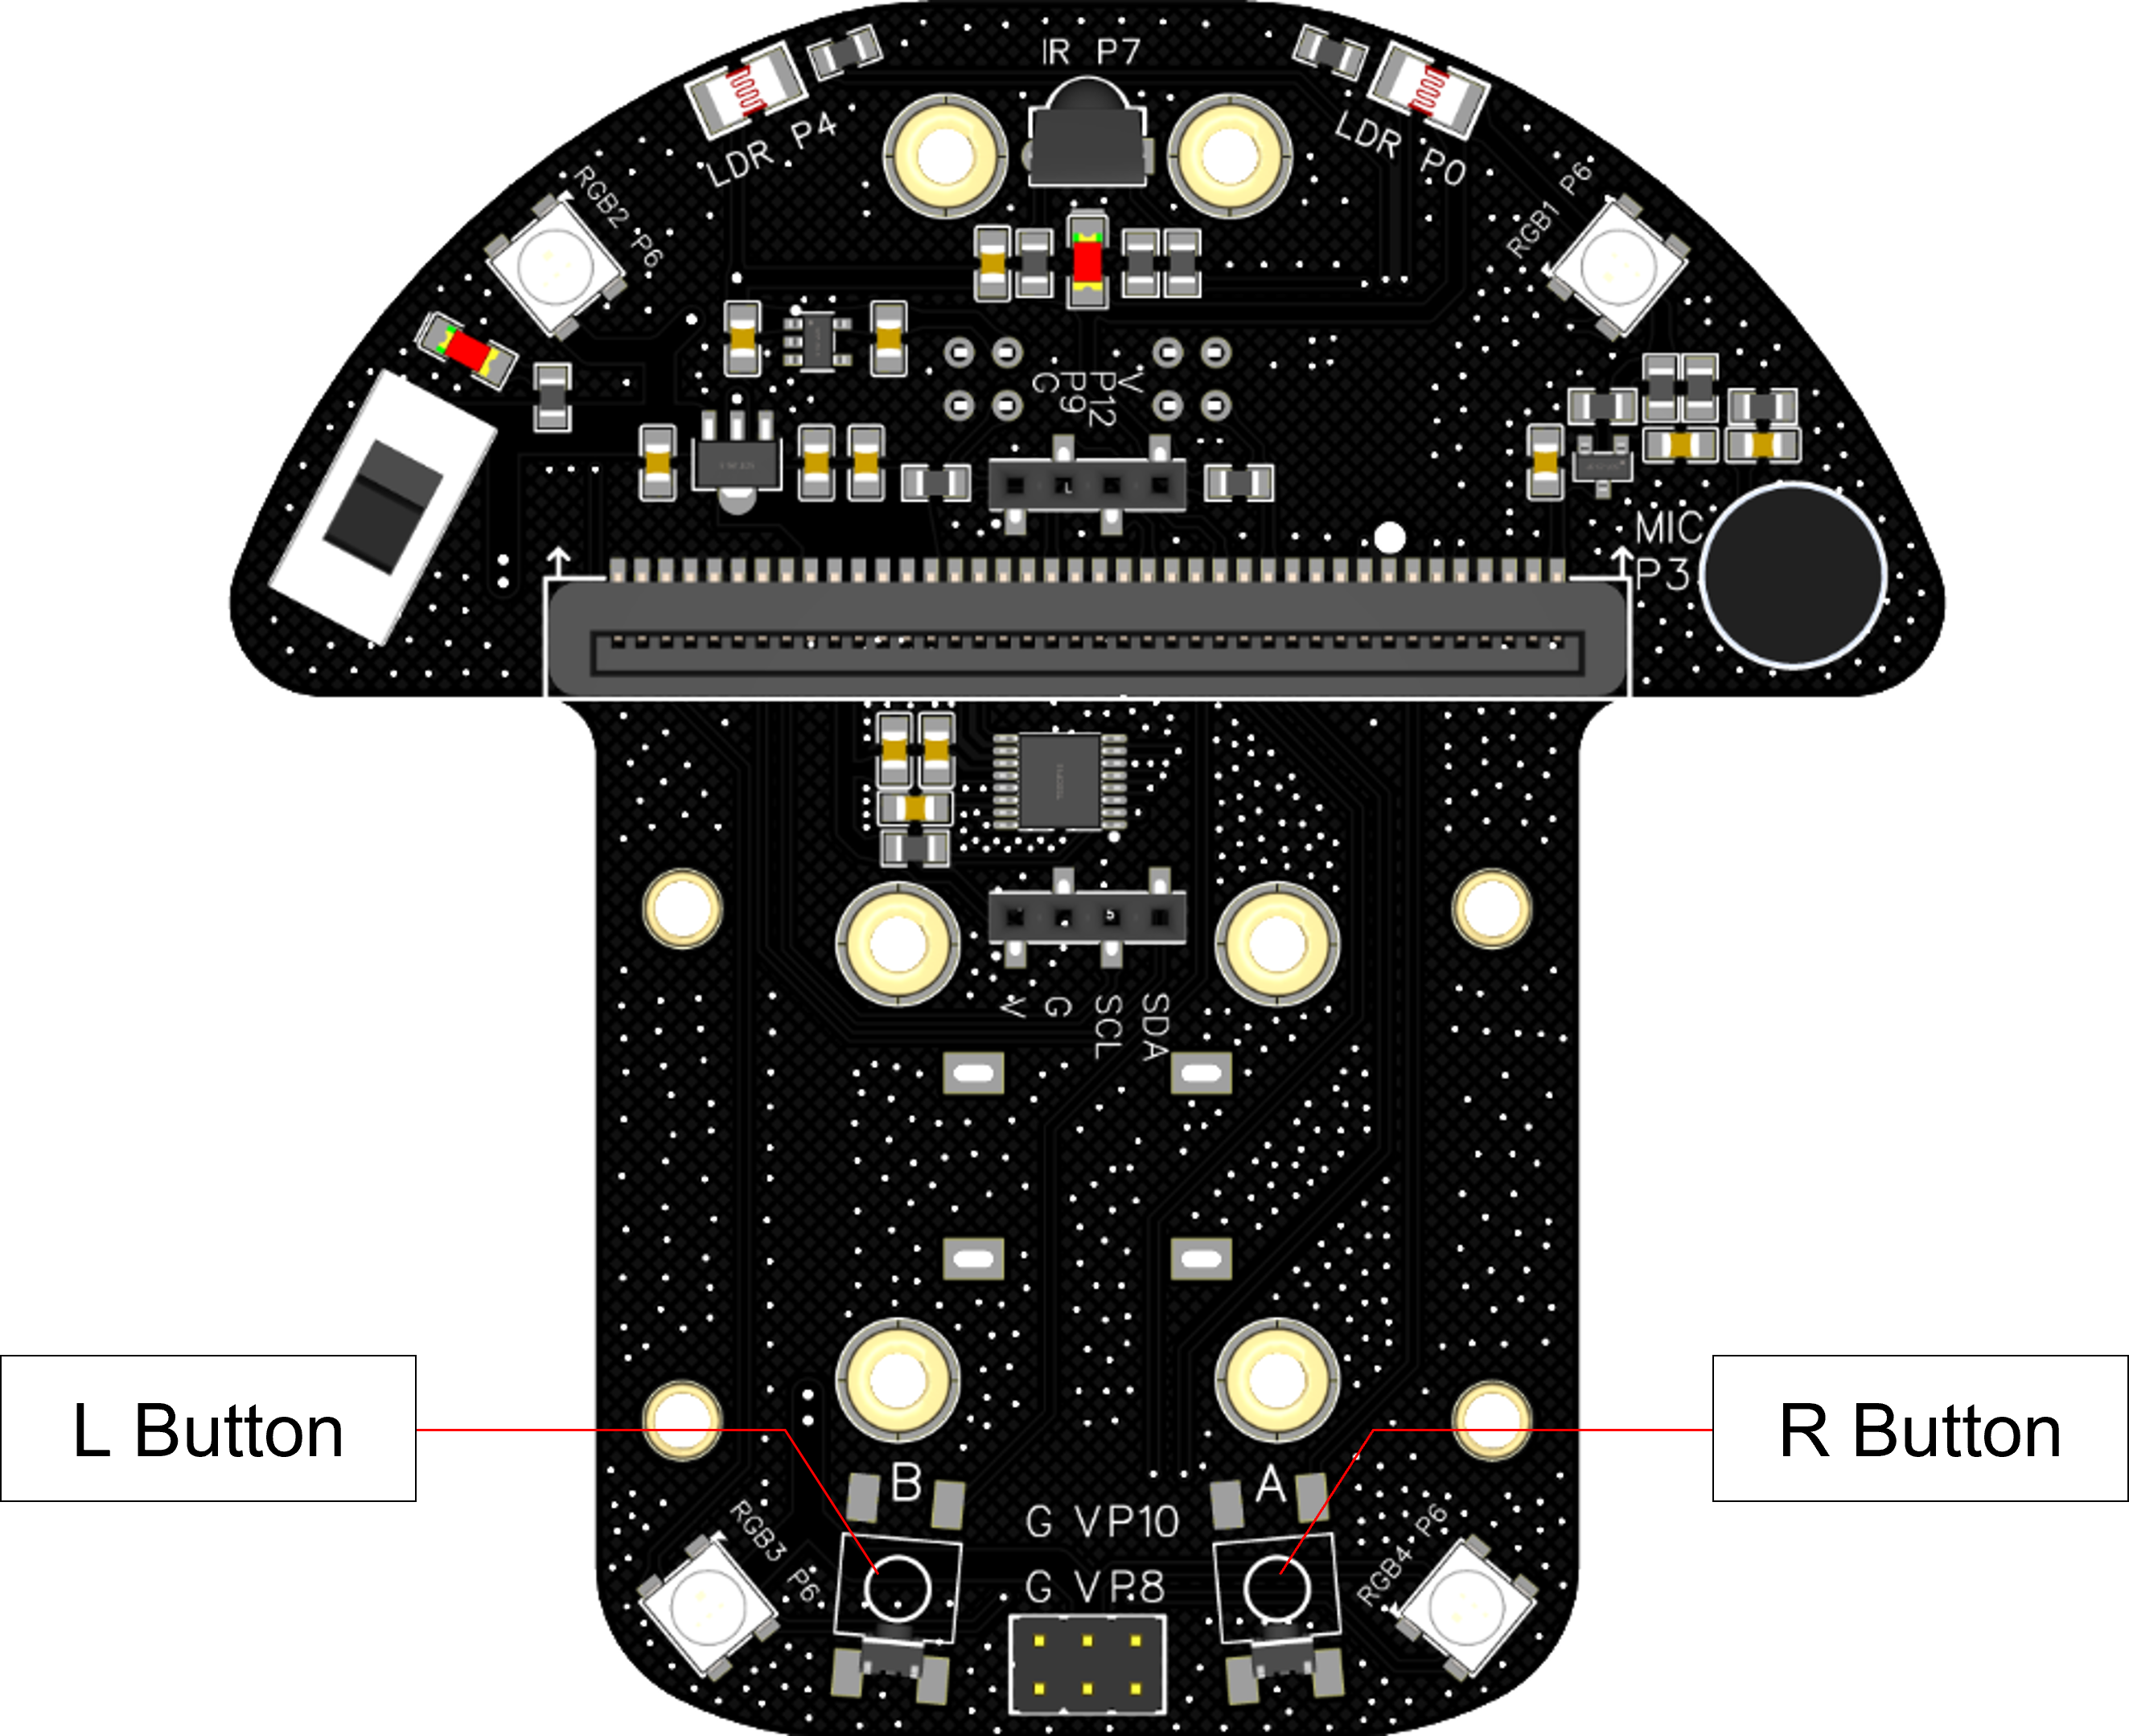 IR P7
LDR P4
LDR P0
RGB2 P6
RGB1 P6
G
P9
P12
V
MIC
P3
V
G
SCL
SDA
L Button
R Button
B
A
G VP10
G VP8
RGB3 P6
RGB4 P6